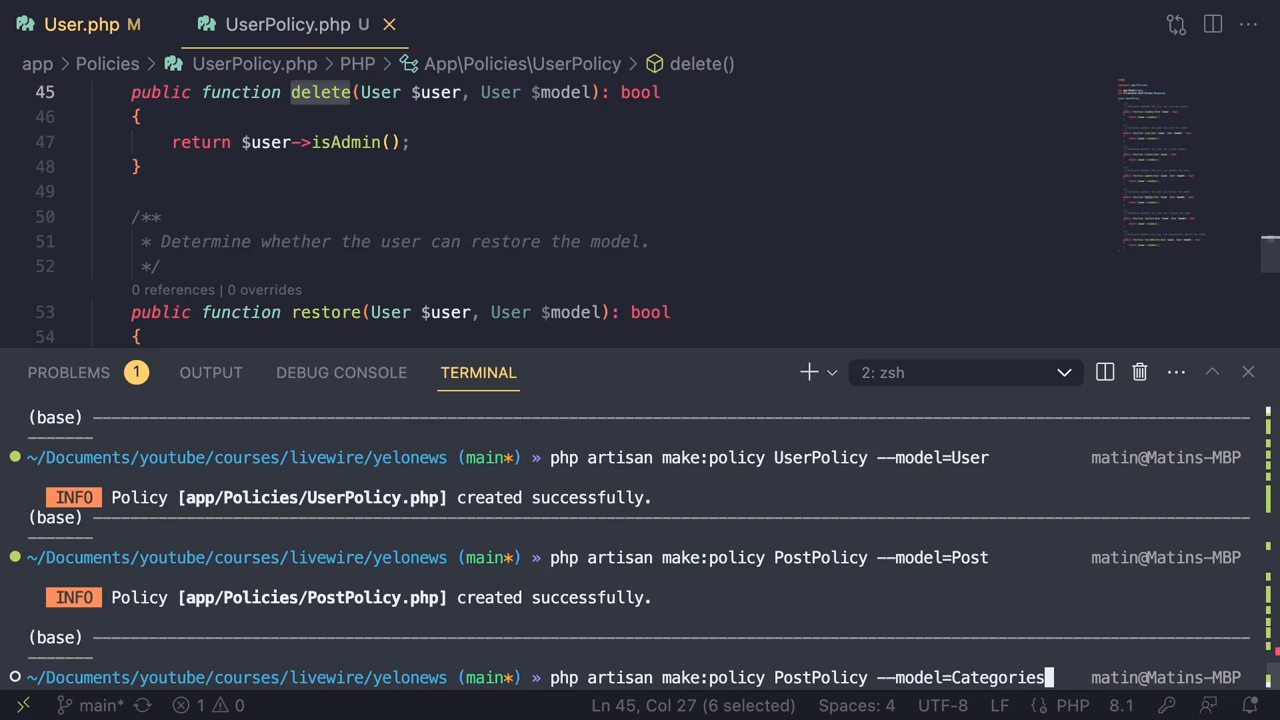 User.php M UserPolicy.php U
app > Policies > UserPolicy.php > PHP > App\Policies\UserPolicy > delete()
45 public function delete(User $user, User $model): bool
46 {
47 return $user->isAdmin();
48 }
49
50 /**
51 * Determine whether the user can restore the model.
52 */
0 references | 0 overrides
53 public function restore(User $user, User $model): bool
54 {
PROBLEMS 1 OUTPUT DEBUG CONSOLE TERMINAL 2: zsh
(base)
~/Documents/youtube/courses/livewire/yelonews (main*) » php artisan make:policy UserPolicy --model=User matin@Matins-MBP
INFO Policy [app/Policies/UserPolicy.php] created successfully.
(base)
~/Documents/youtube/courses/livewire/yelonews (main*) » php artisan make:policy PostPolicy --model=Post matin@Matins-MBP
INFO Policy [app/Policies/PostPolicy.php] created successfully.
(base)
~/Documents/youtube/courses/livewire/yelonews (main*) » php artisan make:policy PostPolicy --model=Categories matin@Matins-MBP
main* 1 0 Ln 45, Col 27 (6 selected) Spaces: 4 UTF-8 LF {} PHP 8.1